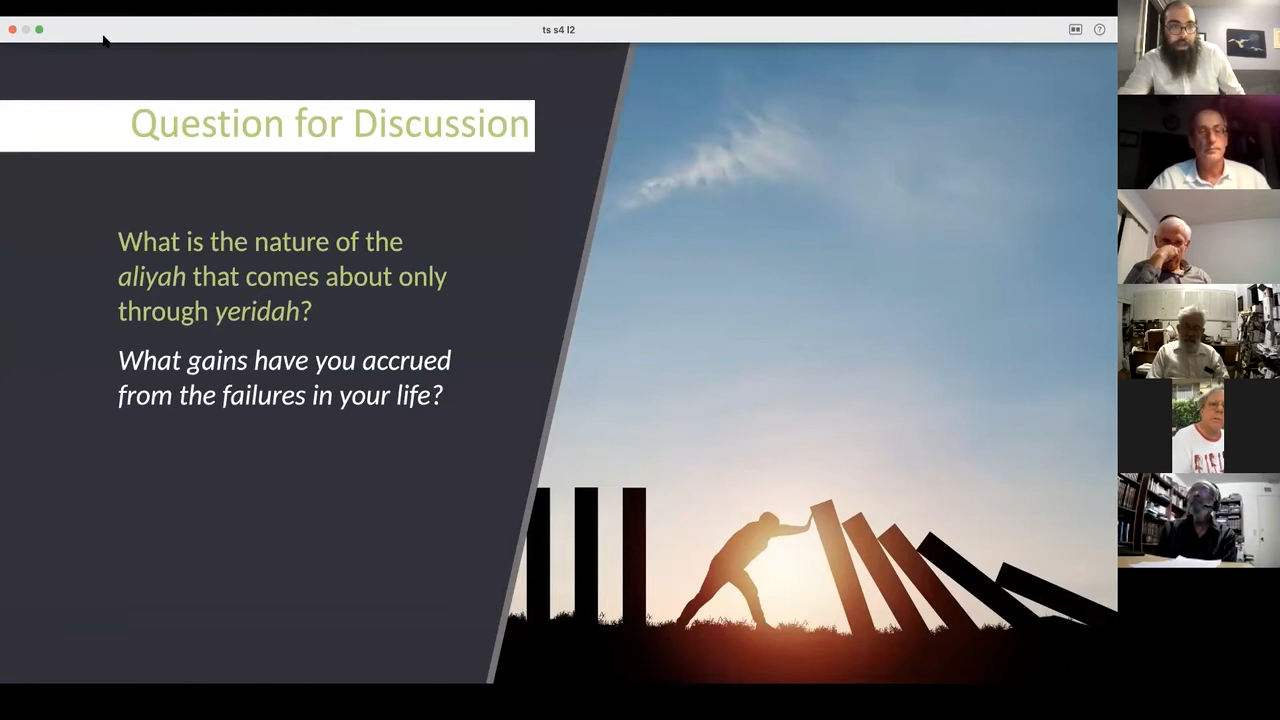 ts s4 l2
Question for Discussion
What is the nature of the
aliyah that comes about only
through yeridah?
What gains have you accrued
from the failures in your life?